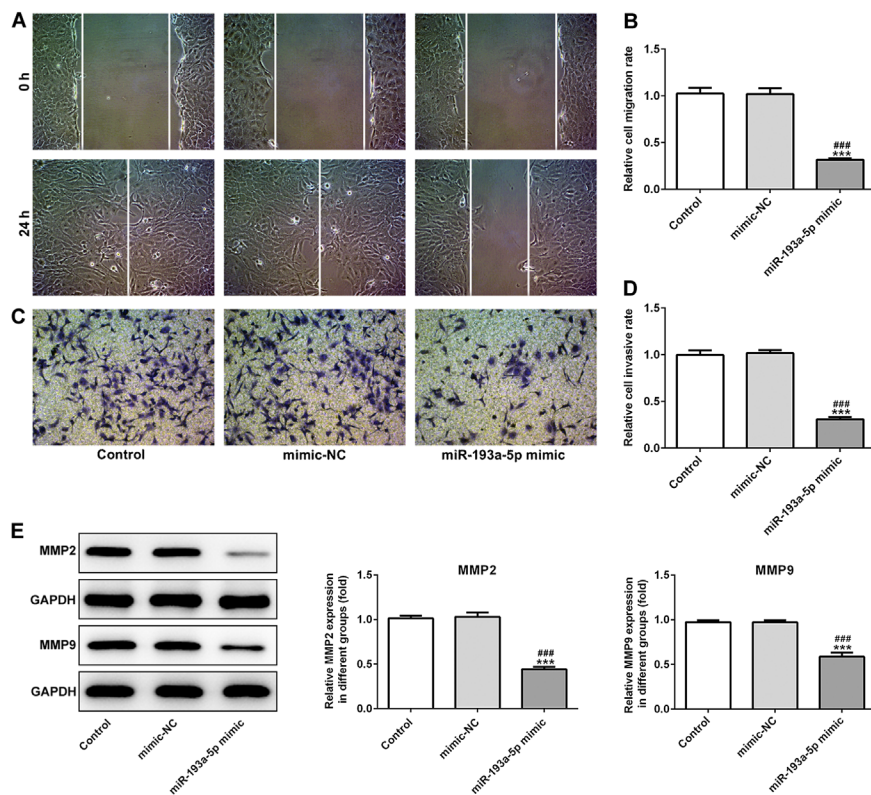 A
0 h
24 h
B
Relative cell migration rate
1.5
1.0
0.5
0.0
###
***
Control
mimic-NC
miR-193a-5p mimic
C
Control
mimic-NC
miR-193a-5p mimic
D
Relative cell invasive rate
1.5
1.0
0.5
0.0
###
***
Control
mimic-NC
miR-193a-5p mimic
E
MMP2
GAPDH
MMP9
GAPDH
Control
mimic-NC
miR-193a-5p mimic
MMP2
Relative MMP2 expression
in different groups (fold)
1.5
1.0
0.5
0.0
###
***
Control
mimic-NC
miR-193a-5p mimic
MMP9
Relative MMP9 expression
in different groups (fold)
1.5
1.0
0.5
0.0
###
***
Control
mimic-NC
miR-193a-5p mimic